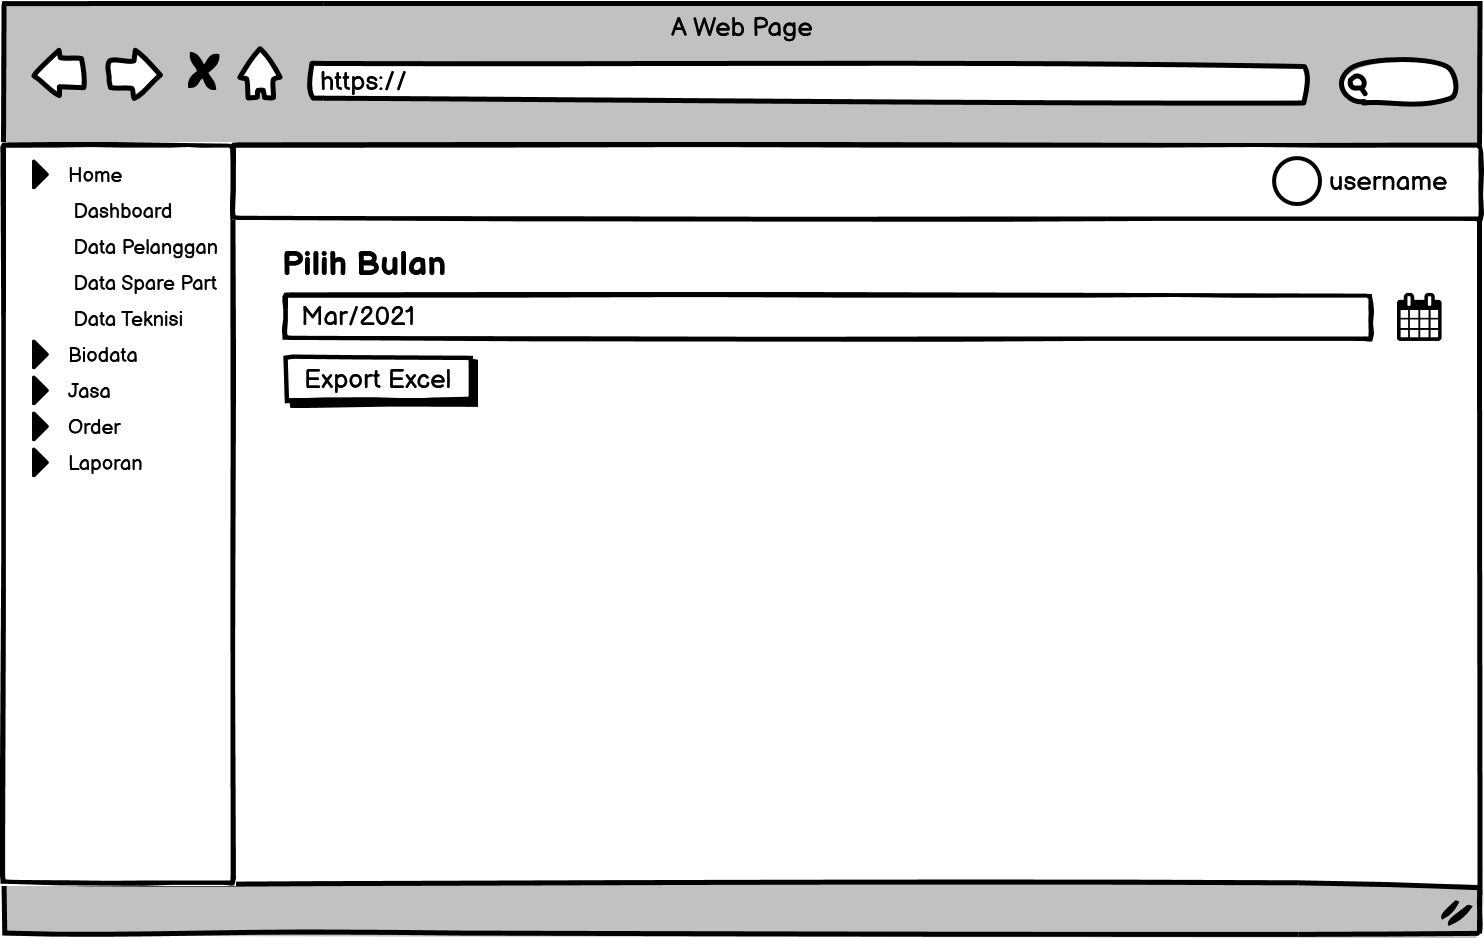 A Web Page
https://
Home
Dashboard
Data Pelanggan
Data Spare Part
Data Teknisi
Biodata
Jasa
Order
Laporan
username
Pilih Bulan
Mar/2021
Export Excel